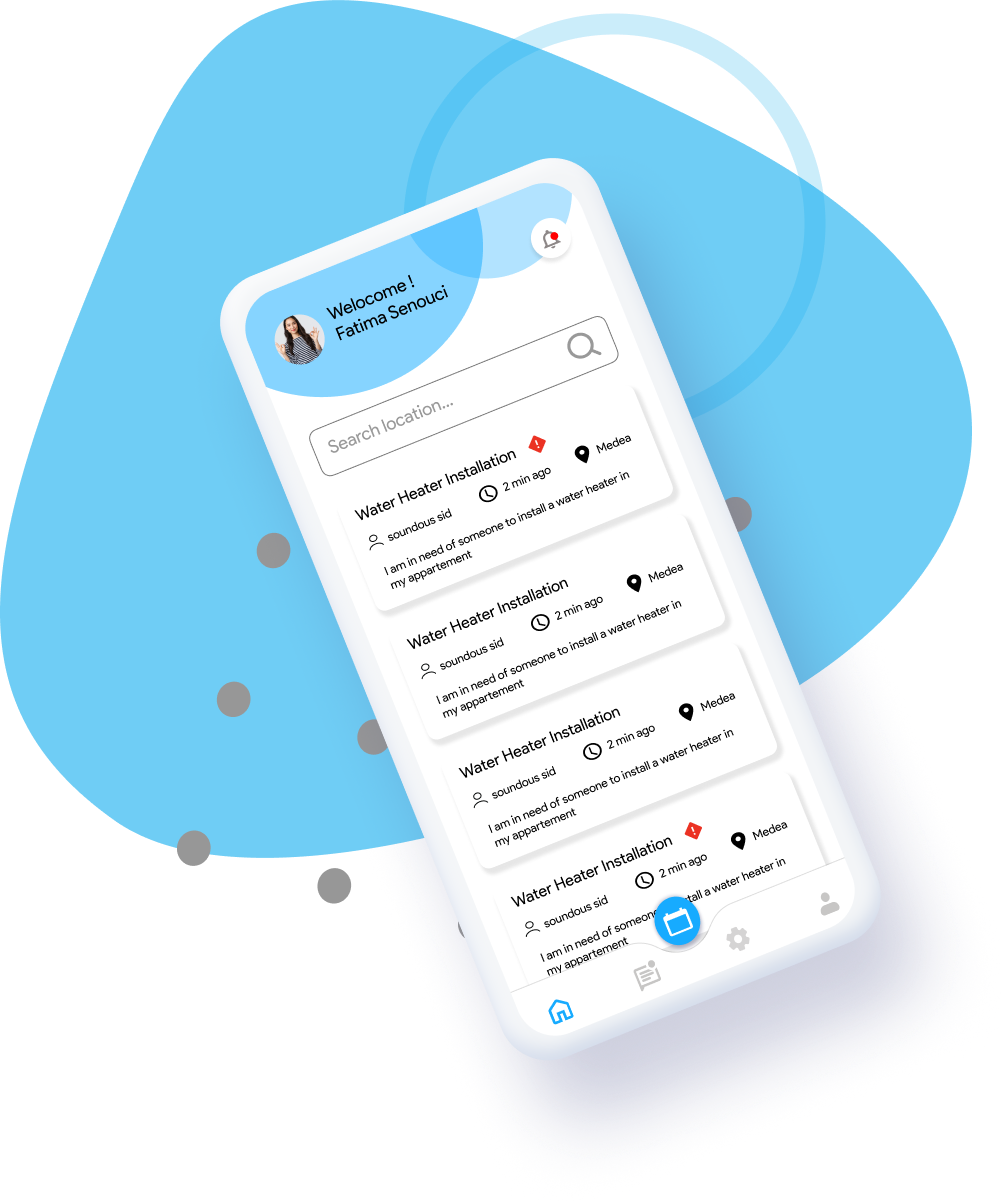 Welocome !
Fatima Senouci
Search location...
Water Heater Installation
soundous sid
2 min ago
Medea
I am in need of someone to install a water heater in
my appartement
Water Heater Installation
soundous sid
2 min ago
Medea
I am in need of someone to install a water heater in
my appartement
Water Heater Installation
soundous sid
2 min ago
Medea
I am in need of someone to install a water heater in
my appartement
Water Heater Installation
soundous sid
2 min ago
Medea
I am in need of someone install a water heater in
my appartement